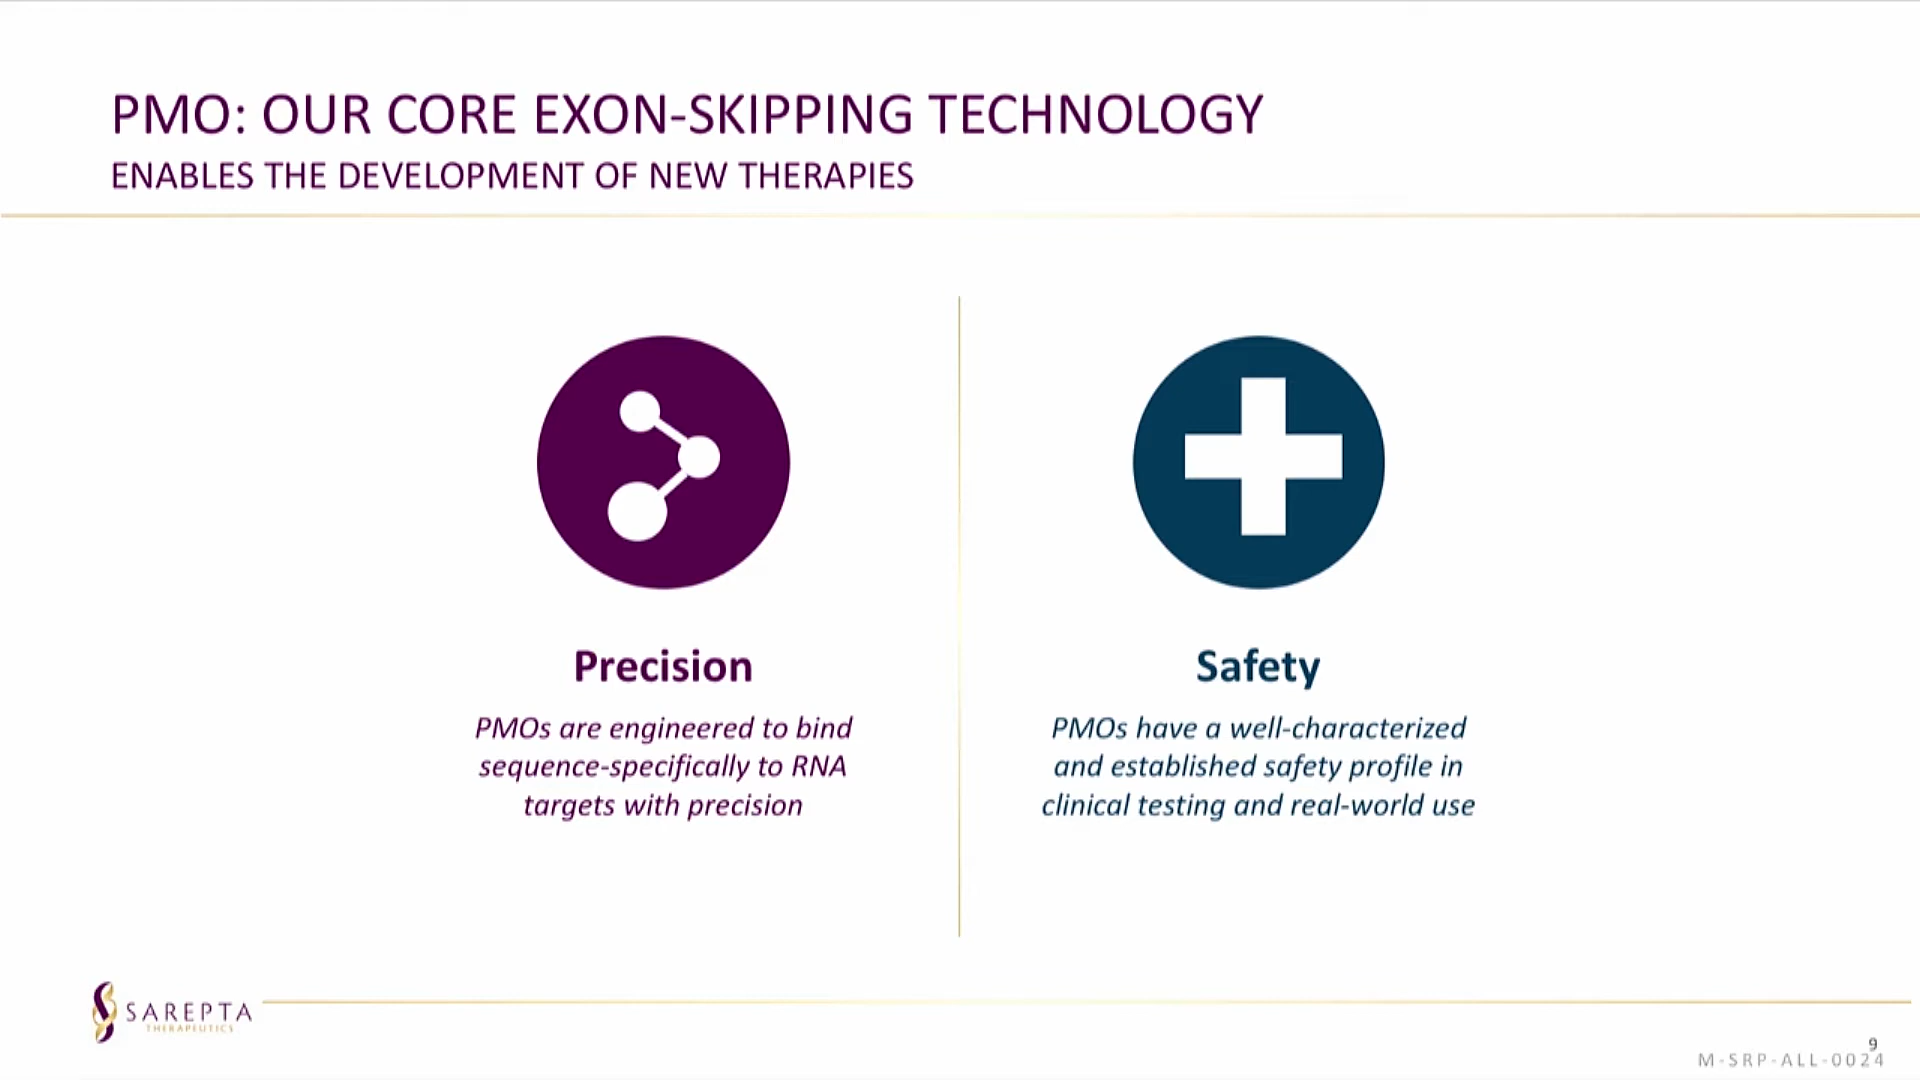 PMO: OUR CORE EXON-SKIPPING TECHNOLOGY
ENABLES THE DEVELOPMENT OF NEW THERAPIES
Precision
PMOs are engineered to bind
sequence-specifically to RNA
targets with precision
Safety
PMOs have a well-characterized
and established safety profile in
clinical testing and real-world use
SAREPTA
THERAPEUTICS
9
M-SRP-ALL-0024